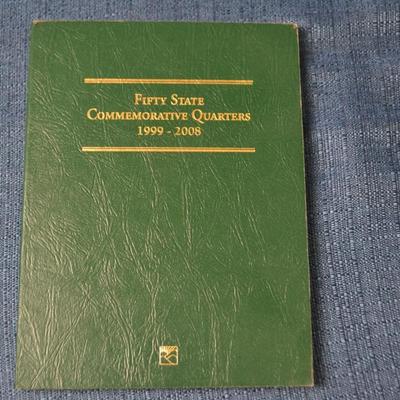 FIFTY STATE
COMMEMORATIVE QUARTERS
1999 - 2008